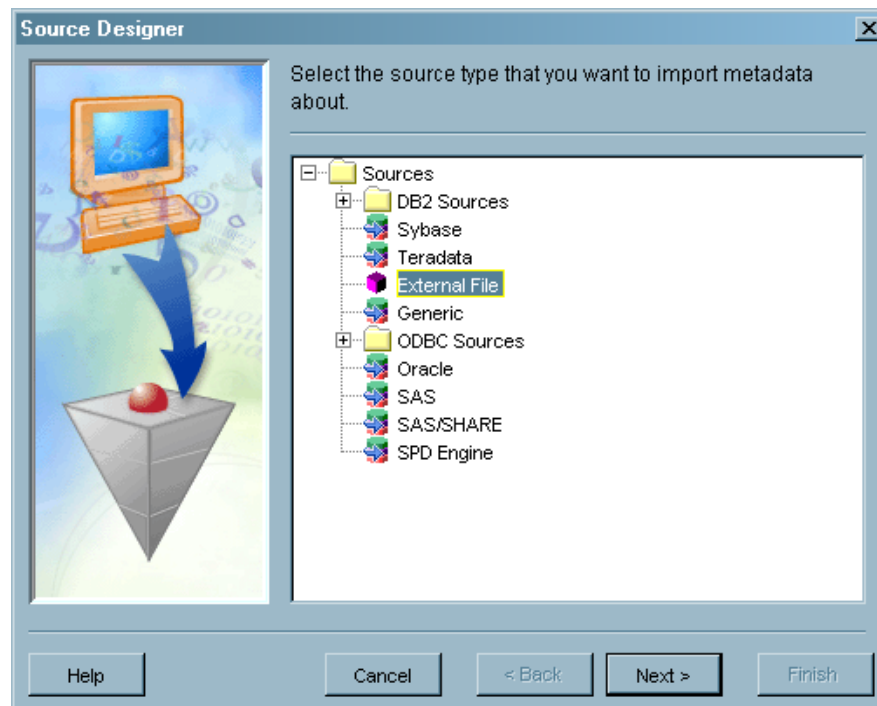 Source Designer
Select the source type that you want to import metadata
about.
Sources
DB2 Sources
Sybase
Teradata
External File
Generic
ODBC Sources
Oracle
SAS
SAS/SHARE
SPD Engine
Help
Cancel
< Back
Next >
Finish